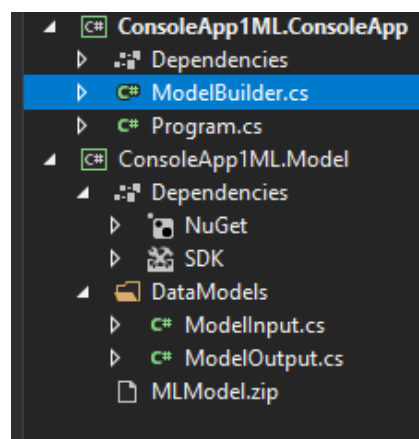 C# ConsoleApp1ML.ConsoleApp
Dependencies
C# ModelBuilder.cs
C# Program.cs
C# ConsoleApp1ML.Model
Dependencies
NuGet
SDK
DataModels
C# ModelInput.cs
C# ModelOutput.cs
MLModel.zip